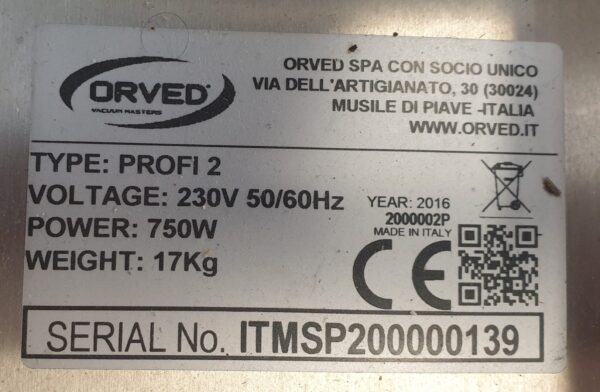 ORVED
VACUUM MASTERS
ORVED SPA CON SOCIO UNICO
VIA DELL'ARTIGIANATO, 30 (30024)
MUSILE DI PIAVE -ITALIA
WWW.ORVED.IT
TYPE: PROFI 2
VOLTAGE: 230V 50/60Hz
POWER: 750W
WEIGHT: 17Kg
YEAR: 2016
2000002P
MADE IN ITALY
CE
SERIAL No. ITMSP200000139